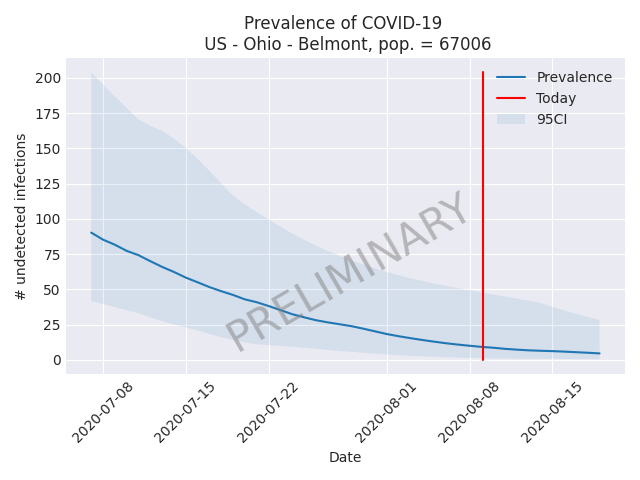 Prevalence of COVID-19
US - Ohio - Belmont, pop. = 67006
Prevalence
Today
95CI
200
175
150
125
100
75
50
25
0
# undetected infections
PRELIMINARY
2020-07-08
2020-07-15
2020-07-22
2020-08-01
2020-08-08
2020-08-15
Date